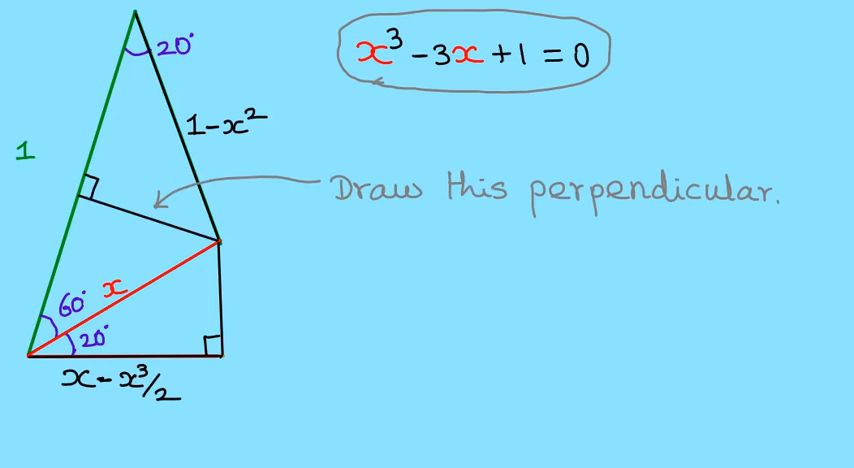 x³ - 3x + 1 = 0
20°
1 - x²
1
Draw this perpendicular.
60°
x
20°
x - x³/2